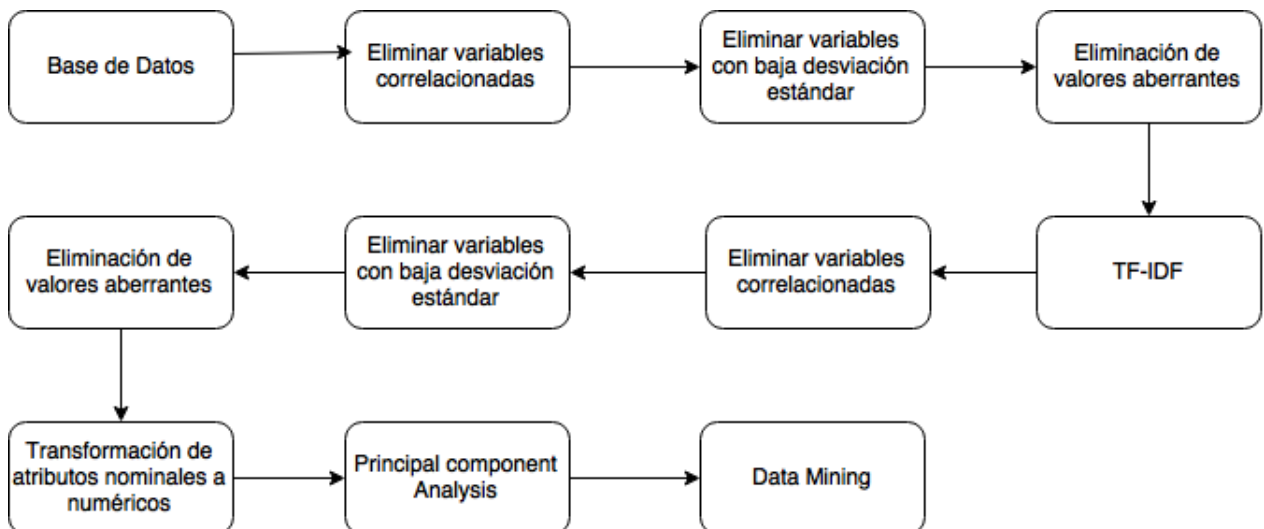 Base de Datos
Eliminar variables
correlacionadas
Eliminar variables
con baja desviación
estándar
Eliminación de
valores aberrantes
TF-IDF
Eliminar variables
correlacionadas
Eliminar variables
con baja desviación
estándar
Eliminación de
valores aberrantes
Transformación de
atributos nominales a
numéricos
Principal component
Analysis
Data Mining